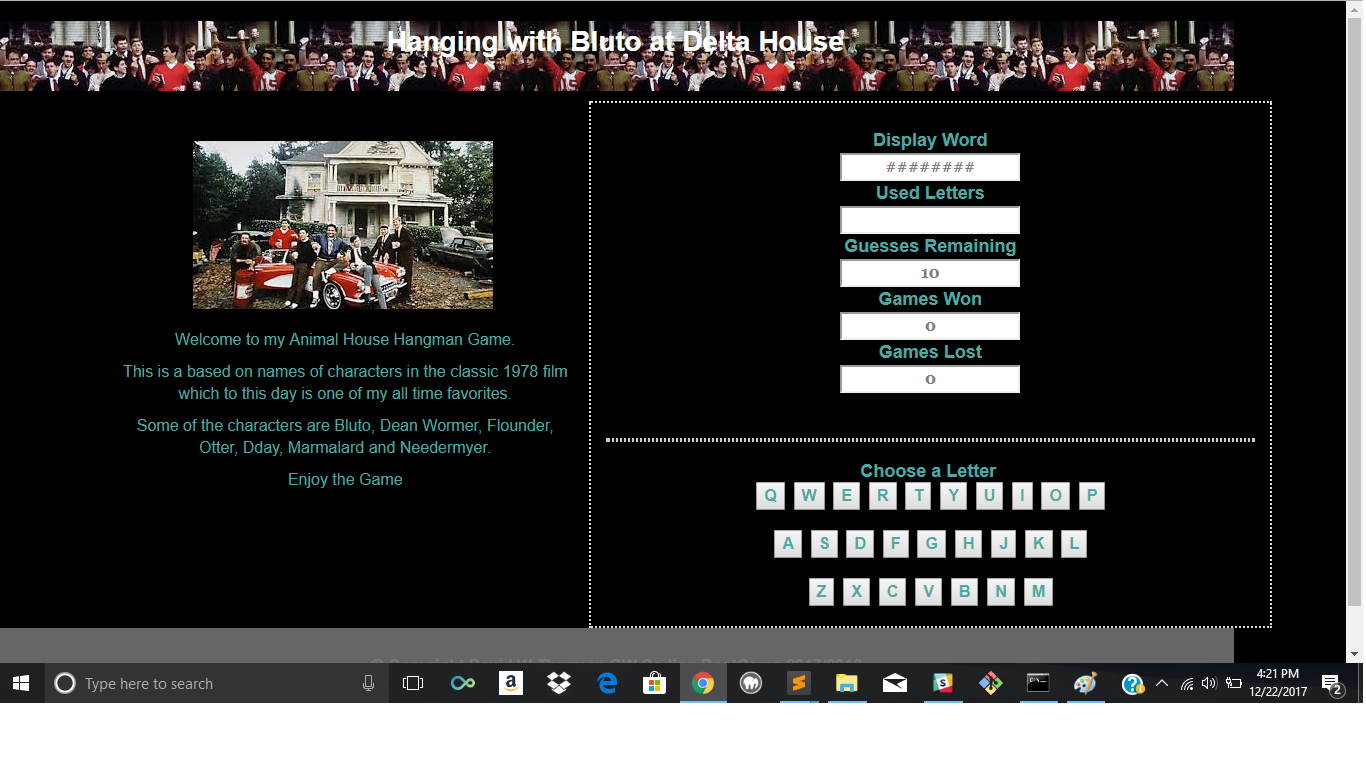 Hanging with Bluto at Delta House
Welcome to my Animal House Hangman Game.
This is a based on names of characters in the classic 1978 film
which to this day is one of my all time favorites.
Some of the characters are Bluto, Dean Wormer, Flounder,
Otter, Dday, Marmalard and Needermyer.
Enjoy the Game
Display Word
########
Used Letters
Guesses Remaining
10
Games Won
0
Games Lost
0
Choose a Letter
Q W E R T Y U I O P
A S D F G H J K L
Z X C V B N M
Type here to search
4:21 PM
12/22/2017
2